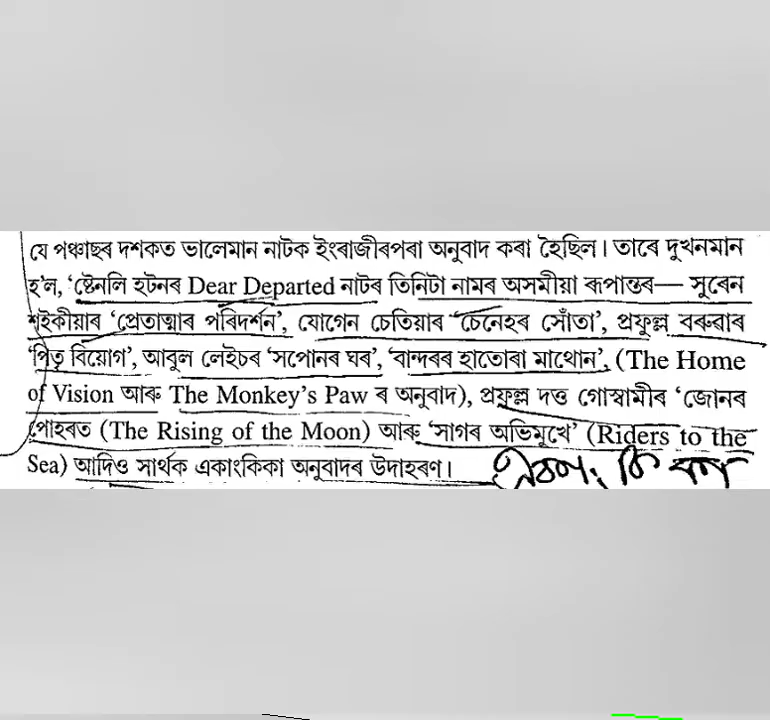 যে পঞ্চাছৰ দশকত ভালেমান নাটক ইংৰাজীৰপৰা অনুবাদ কৰা হৈছিল। তাৰে দুখনমান
হ'ল, ‘ষ্টেনলি হটনৰ Dear Departed নাটৰ তিনিটা নামৰ অসমীয়া ৰূপান্তৰ— সুৰেন
শইকীয়াৰ ‘প্ৰেতাত্মাৰ পৰিদৰ্শন’, যোগেন চেতিয়াৰ ‘চেনেহৰ সোঁতা’, প্ৰফুল্ল বৰুৱাৰ
‘পিতৃ বিয়োগ’, আবুল লেইচৰ ‘সপোনৰ ঘৰ’, ‘বান্দৰৰ হাতোৰা মাথোন’, (The Home
of Vision আৰু The Monkey’s Paw ৰ অনুবাদ), প্ৰফুল্ল দত্ত গোস্বামীৰ ‘জোনৰ
পোহৰত (The Rising of the Moon) আৰু ‘সাগৰ অভিমুখে’ (Riders to the
Sea) আদিও সাৰ্থক একাংকিকা অনুবাদৰ উদাহৰণ।